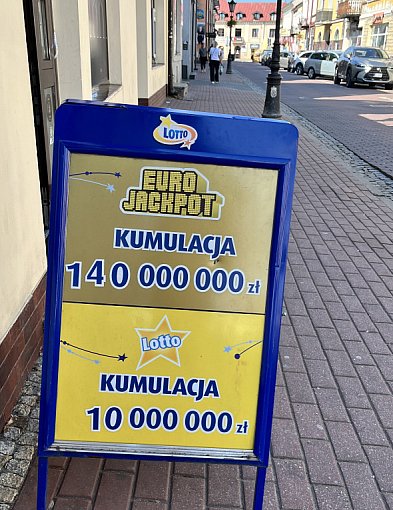 LOTTO
EURO
JACKPOT
KUMULACJA
140 000 000 zł
Lotto
KUMULACJA
10 000 000 zł